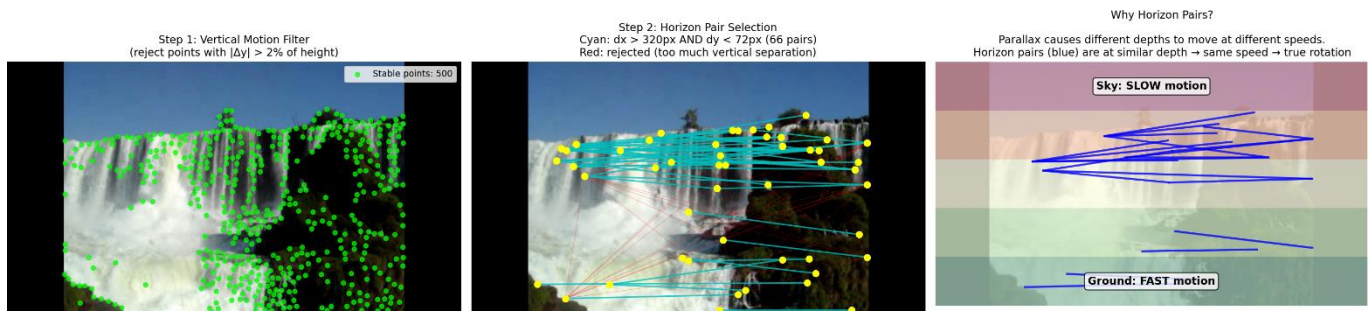 Step 1: Vertical Motion Filter
(reject points with |Δy| > 2% of height)
Stable points: 500
Step 2: Horizon Pair Selection
Cyan: dx > 320px AND dy < 72px (66 pairs)
Red: rejected (too much vertical separation)
Why Horizon Pairs?
Parallax causes different depths to move at different speeds.
Horizon pairs (blue) are at similar depth → same speed → true rotation
Sky: SLOW motion
Ground: FAST motion